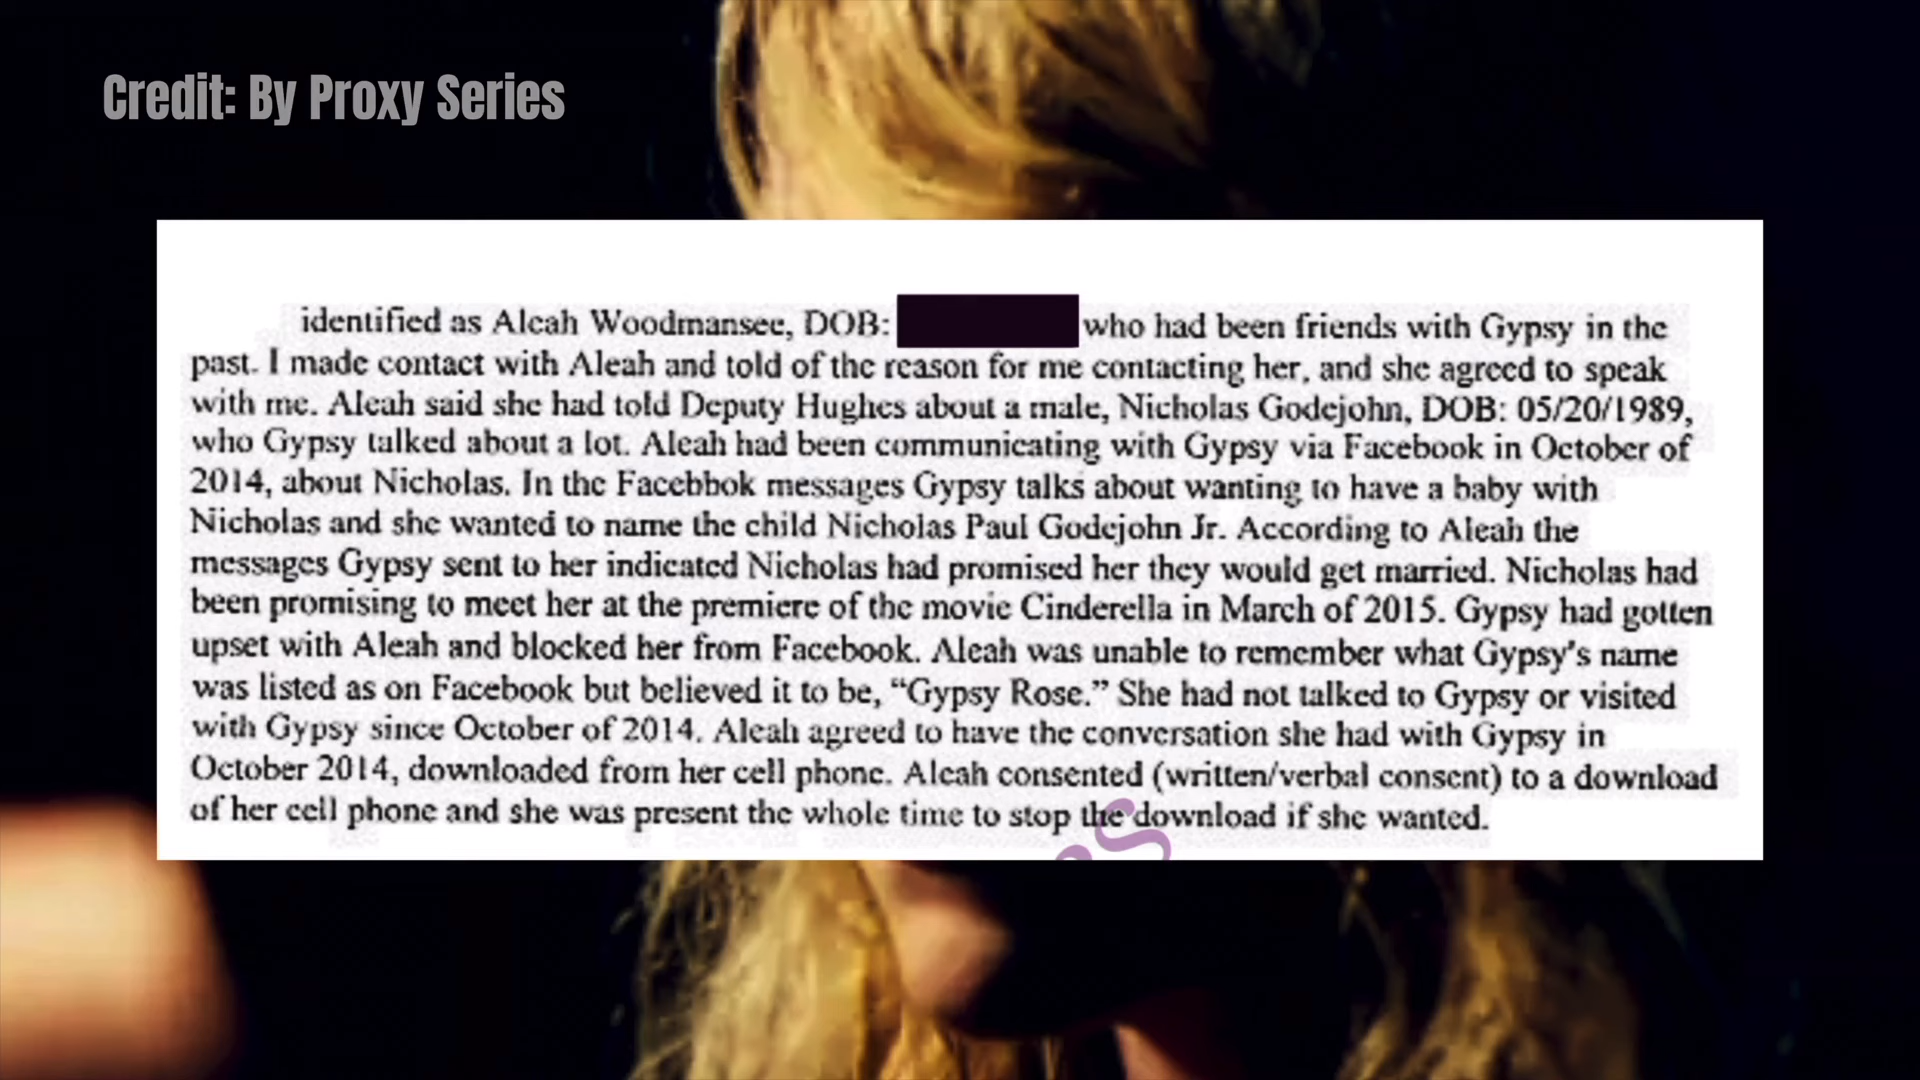 Credit: By Proxy Series
identified as Aleah Woodmansee, DOB: who had been friends with Gypsy in the
past. I made contact with Aleah and told of the reason for me contacting her, and she agreed to speak
with me. Aleah said she had told Deputy Hughes about a male, Nicholas Godejohn, DOB: 05/20/1989,
who Gypsy talked about a lot. Aleah had been communicating with Gypsy via Facebook in October of
2014, about Nicholas. In the Facebbok messages Gypsy talks about wanting to have a baby with
Nicholas and she wanted to name the child Nicholas Paul Godejohn Jr. According to Aleah the
messages Gypsy sent to her indicated Nicholas had promised her they would get married. Nicholas had
been promising to meet her at the premiere of the movie Cinderella in March of 2015. Gypsy had gotten
upset with Aleah and blocked her from Facebook. Aleah was unable to remember what Gypsy's name
was listed as on Facebook but believed it to be, “Gypsy Rose.” She had not talked to Gypsy or visited
with Gypsy since October of 2014. Aleah agreed to have the conversation she had with Gypsy in
October 2014, downloaded from her cell phone. Aleah consented (written/verbal consent) to a download
of her cell phone and she was present the whole time to stop the download if she wanted.